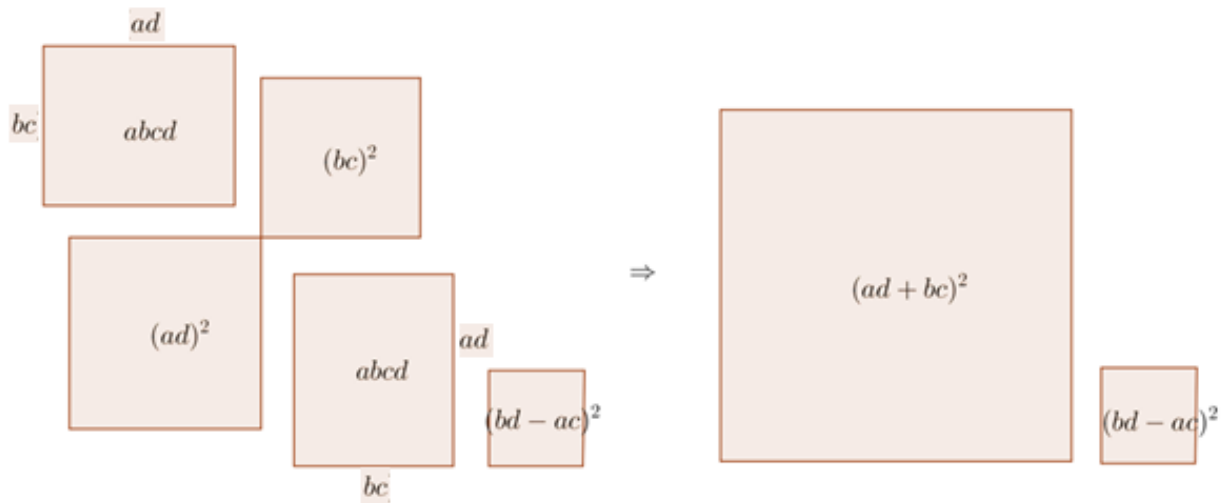 ad
bc
abcd
(bc)²
(ad)²
abcd
ad
bc
(bd − ac)²
⇒
(ad + bc)²
(bd − ac)²